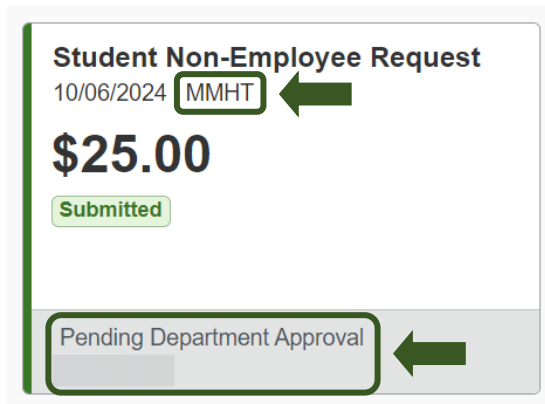 Student Non-Employee Request
10/06/2024 MMHT
$25.00
Submitted
Pending Department Approval